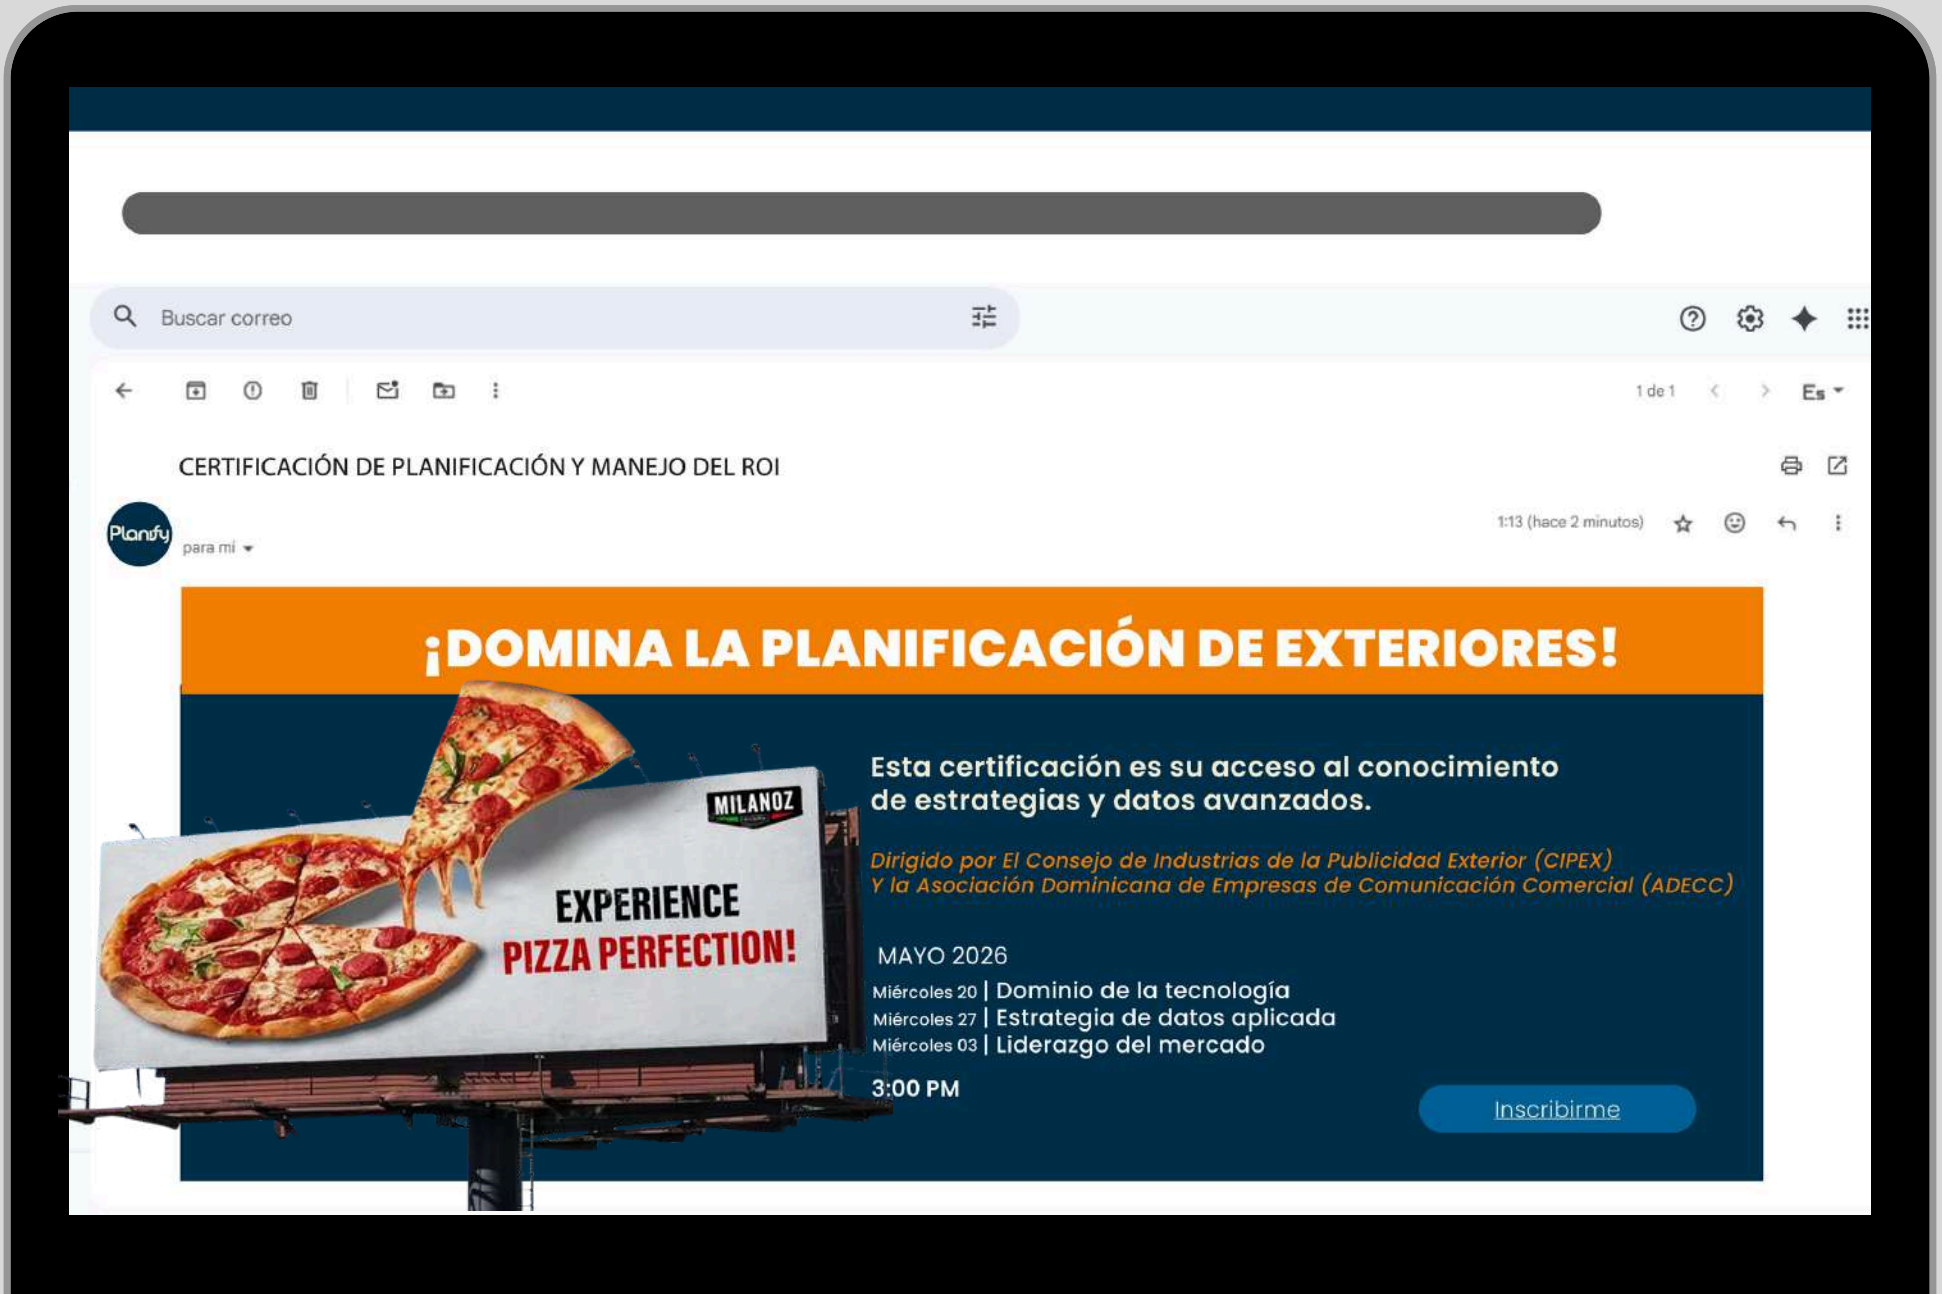 Buscar correo
1 de 1
Es
CERTIFICACIÓN DE PLANIFICACIÓN Y MANEJO DEL ROI
Planify
para mí
1:13 (hace 2 minutos)
¡DOMINA LA PLANIFICACIÓN DE EXTERIORES!
MILANOZ
EXPERIENCE
PIZZA PERFECTION!
Esta certificación es su acceso al conocimiento
de estrategias y datos avanzados.
Dirigido por El Consejo de Industrias de la Publicidad Exterior (CIPEX)
Y la Asociación Dominicana de Empresas de Comunicación Comercial (ADECC)
MAYO 2026
Miércoles 20 | Dominio de la tecnología
Miércoles 27 | Estrategia de datos aplicada
Miércoles 03 | Liderazgo del mercado
3:00 PM
Inscribirme